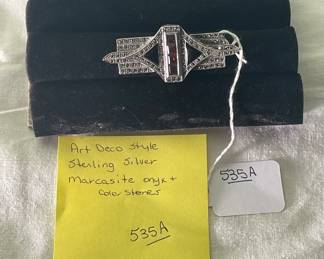 Art Deco style
Sterling Silver
Marcasite onyx +
Color Stones
535A
535A